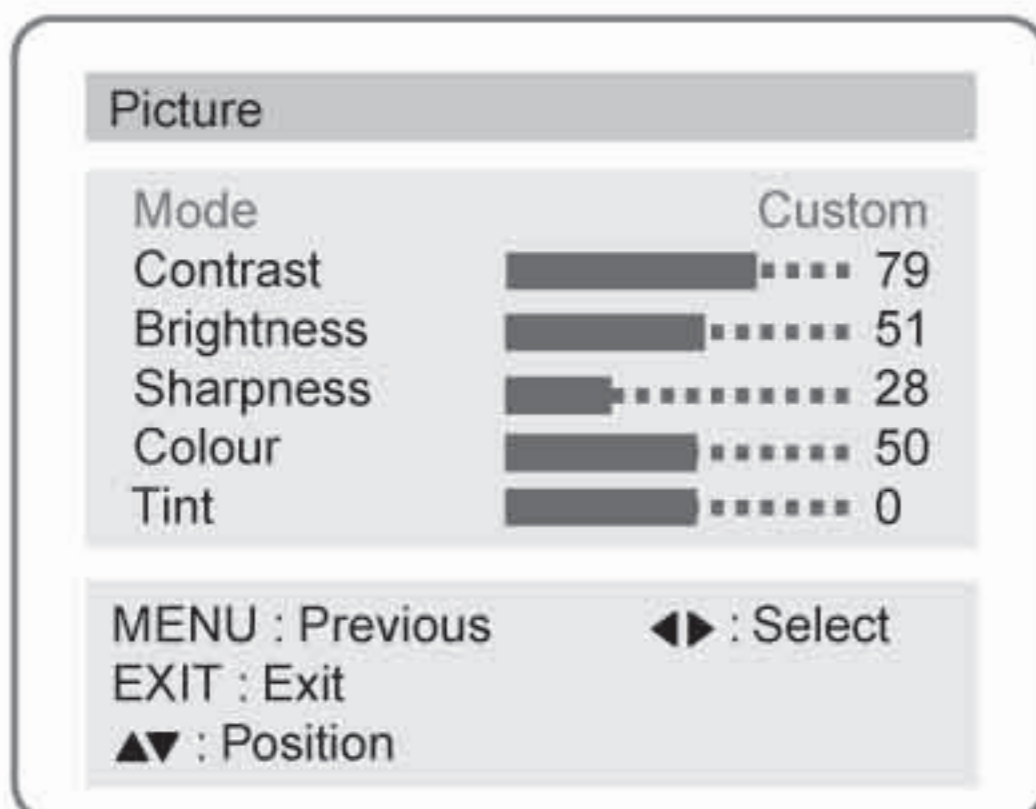 Picture
Mode Custom
Contrast 79
Brightness 51
Sharpness 28
Colour 50
Tint 0
MENU : Previous ◀▶ : Select
EXIT : Exit
▲▼ : Position